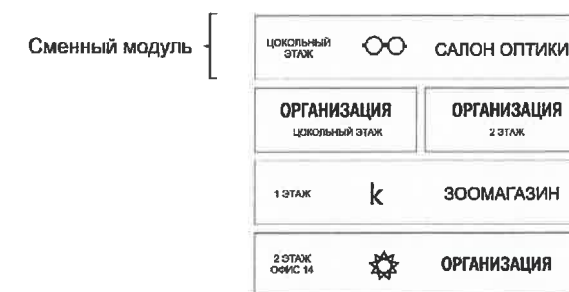 Сменный модуль
ЦОКОЛЬНЫЙ
ЭТАЖ
САЛОН ОПТИКИ
ОРГАНИЗАЦИЯ
ЦОКОЛЬНЫЙ ЭТАЖ
ОРГАНИЗАЦИЯ
2 ЭТАЖ
1 ЭТАЖ
k
ЗООМАГАЗИН
2 ЭТАЖ
ОФИС 14
ОРГАНИЗАЦИЯ